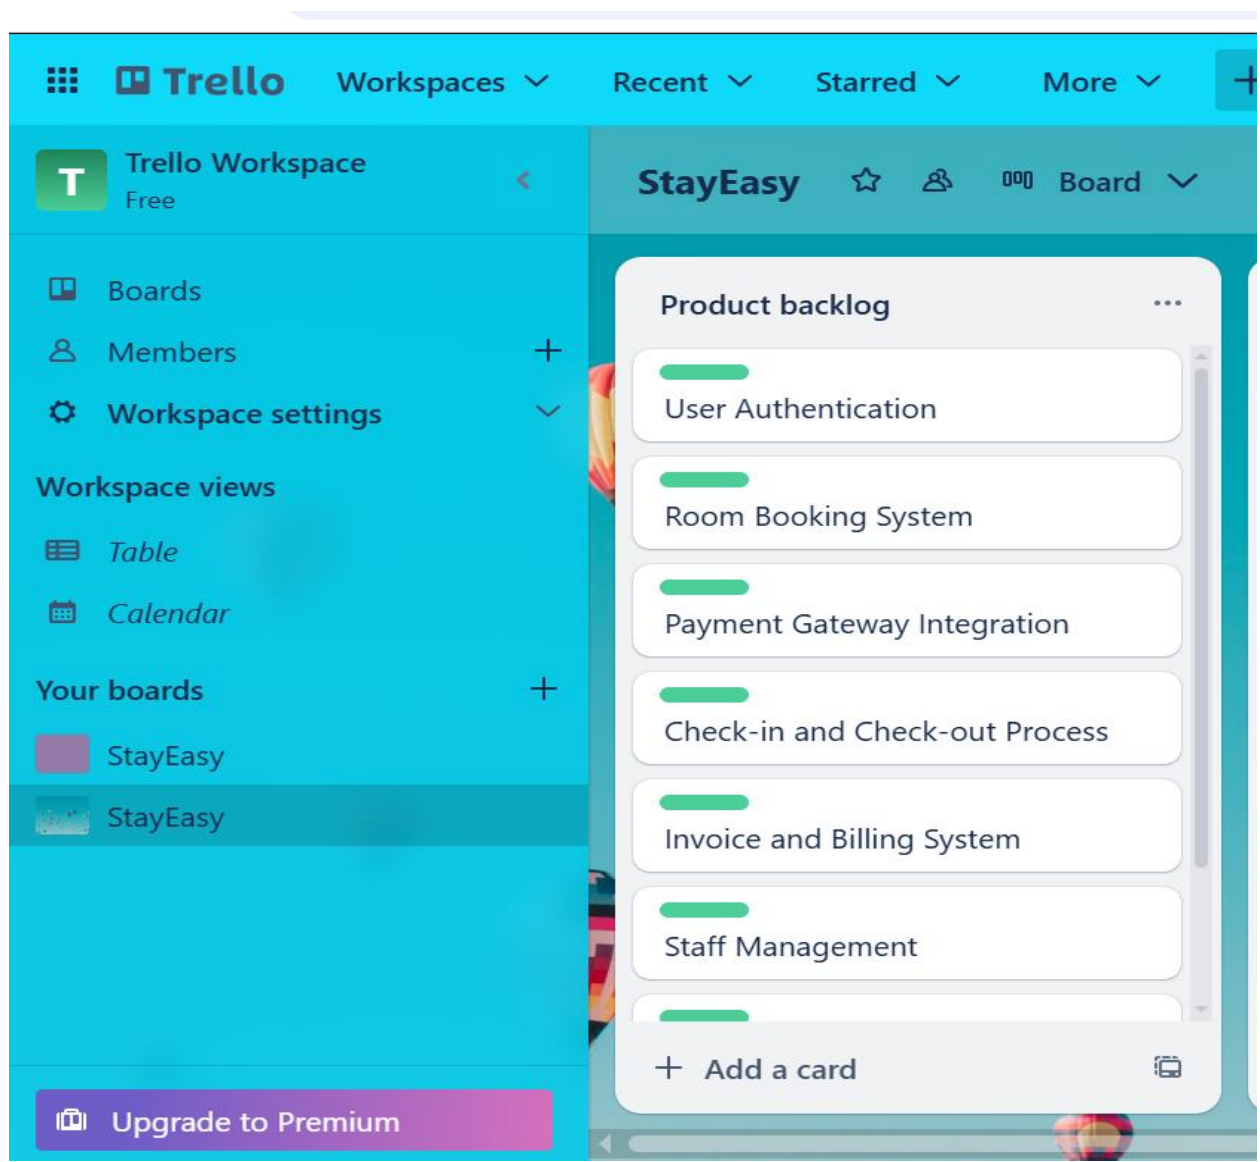 Trello Workspaces Recent Starred More
T Trello Workspace
Free
StayEasy Board
Boards
Members
Workspace settings
Workspace views
Table
Calendar
Your boards
StayEasy
StayEasy
Upgrade to Premium
Product backlog
User Authentication
Room Booking System
Payment Gateway Integration
Check-in and Check-out Process
Invoice and Billing System
Staff Management
Add a card